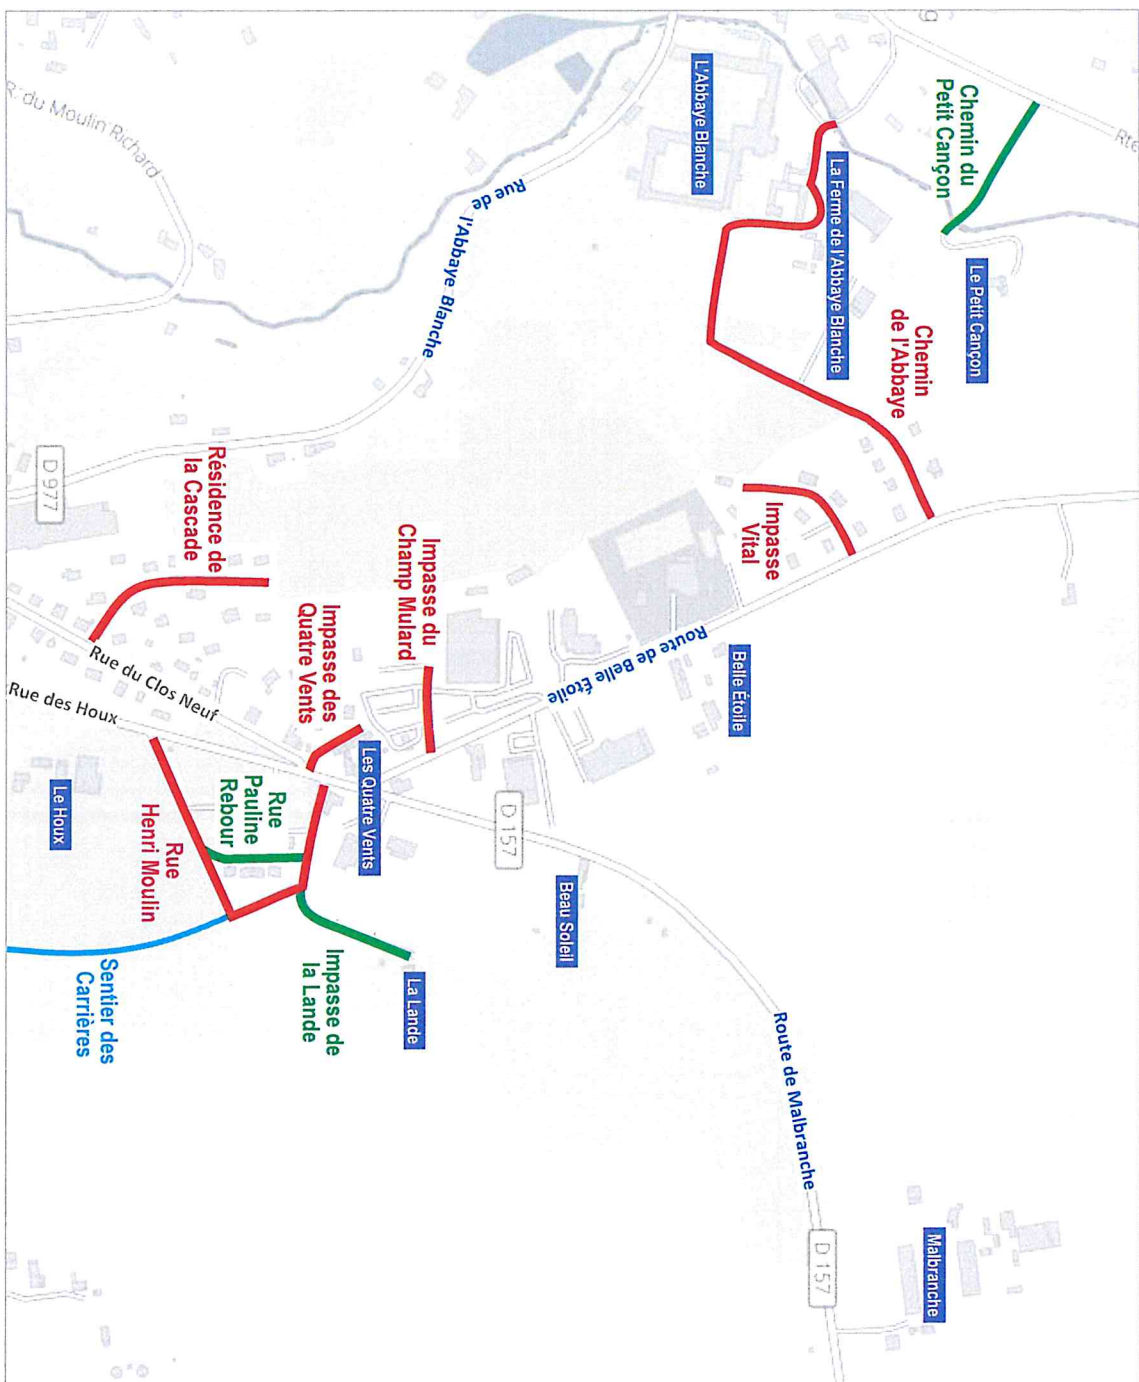 Chemin du
Petit Cançon
Rte
Le Petit Cançon
L'Abbaye Blanche
La Ferme de l'Abbaye Blanche
Chemin
de l'Abbaye
R. du Moulin Richard
Rue de
l'Abbaye Blanche
Impasse
Vital
D 977
Résidence de
la Cascade
Impasse du
Champ Mulard
Route de Belle Étoile
Belle Étoile
Impasse des
Quatre Vents
Rue du Clos Neuf
Rue des Houx
Les Quatre Vents
D 157
Le Houx
Rue
Pauline
Rebour
Rue
Henri Moulin
Beau Soleil
La Lande
Impasse de
la Lande
Sentier des
Carrières
Route de Malbranche
D 157
Malbranche